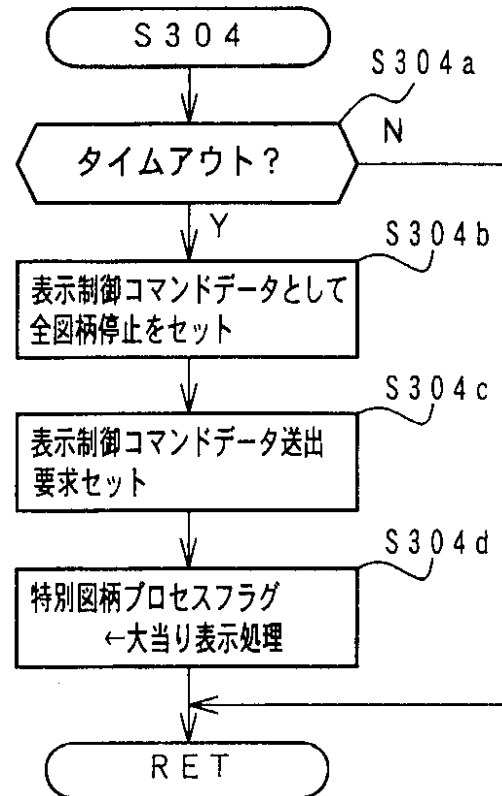 S304
S304a
タイムアウト?
N
Y
S304b
表示制御コマンドデータとして
全図柄停止をセット
S304c
表示制御コマンドデータ送出
要求セット
S304d
特別図柄プロセスフラグ
←大当り表示処理
RET